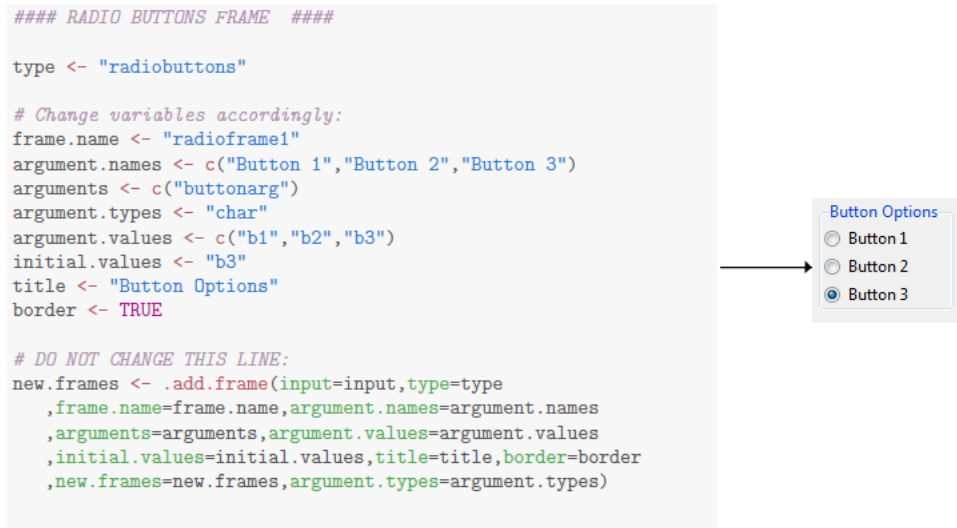 #### RADIO BUTTONS FRAME  ####
type <- "radiobuttons"
# Change variables accordingly:
frame.name <- "radioframe1"
argument.names <- c("Button 1","Button 2","Button 3")
arguments <- c("buttonarg")
argument.types <- "char"
argument.values <- c("b1","b2","b3")
initial.values <- "b3"
title <- "Button Options"
border <- TRUE
# DO NOT CHANGE THIS LINE:
new.frames <- .add.frame(input=input,type=type
   ,frame.name=frame.name,argument.names=argument.names
   ,arguments=arguments,argument.values=argument.values
   ,initial.values=initial.values,title=title,border=border
   ,new.frames=new.frames,argument.types=argument.types)
Button Options
Button 1
Button 2
Button 3